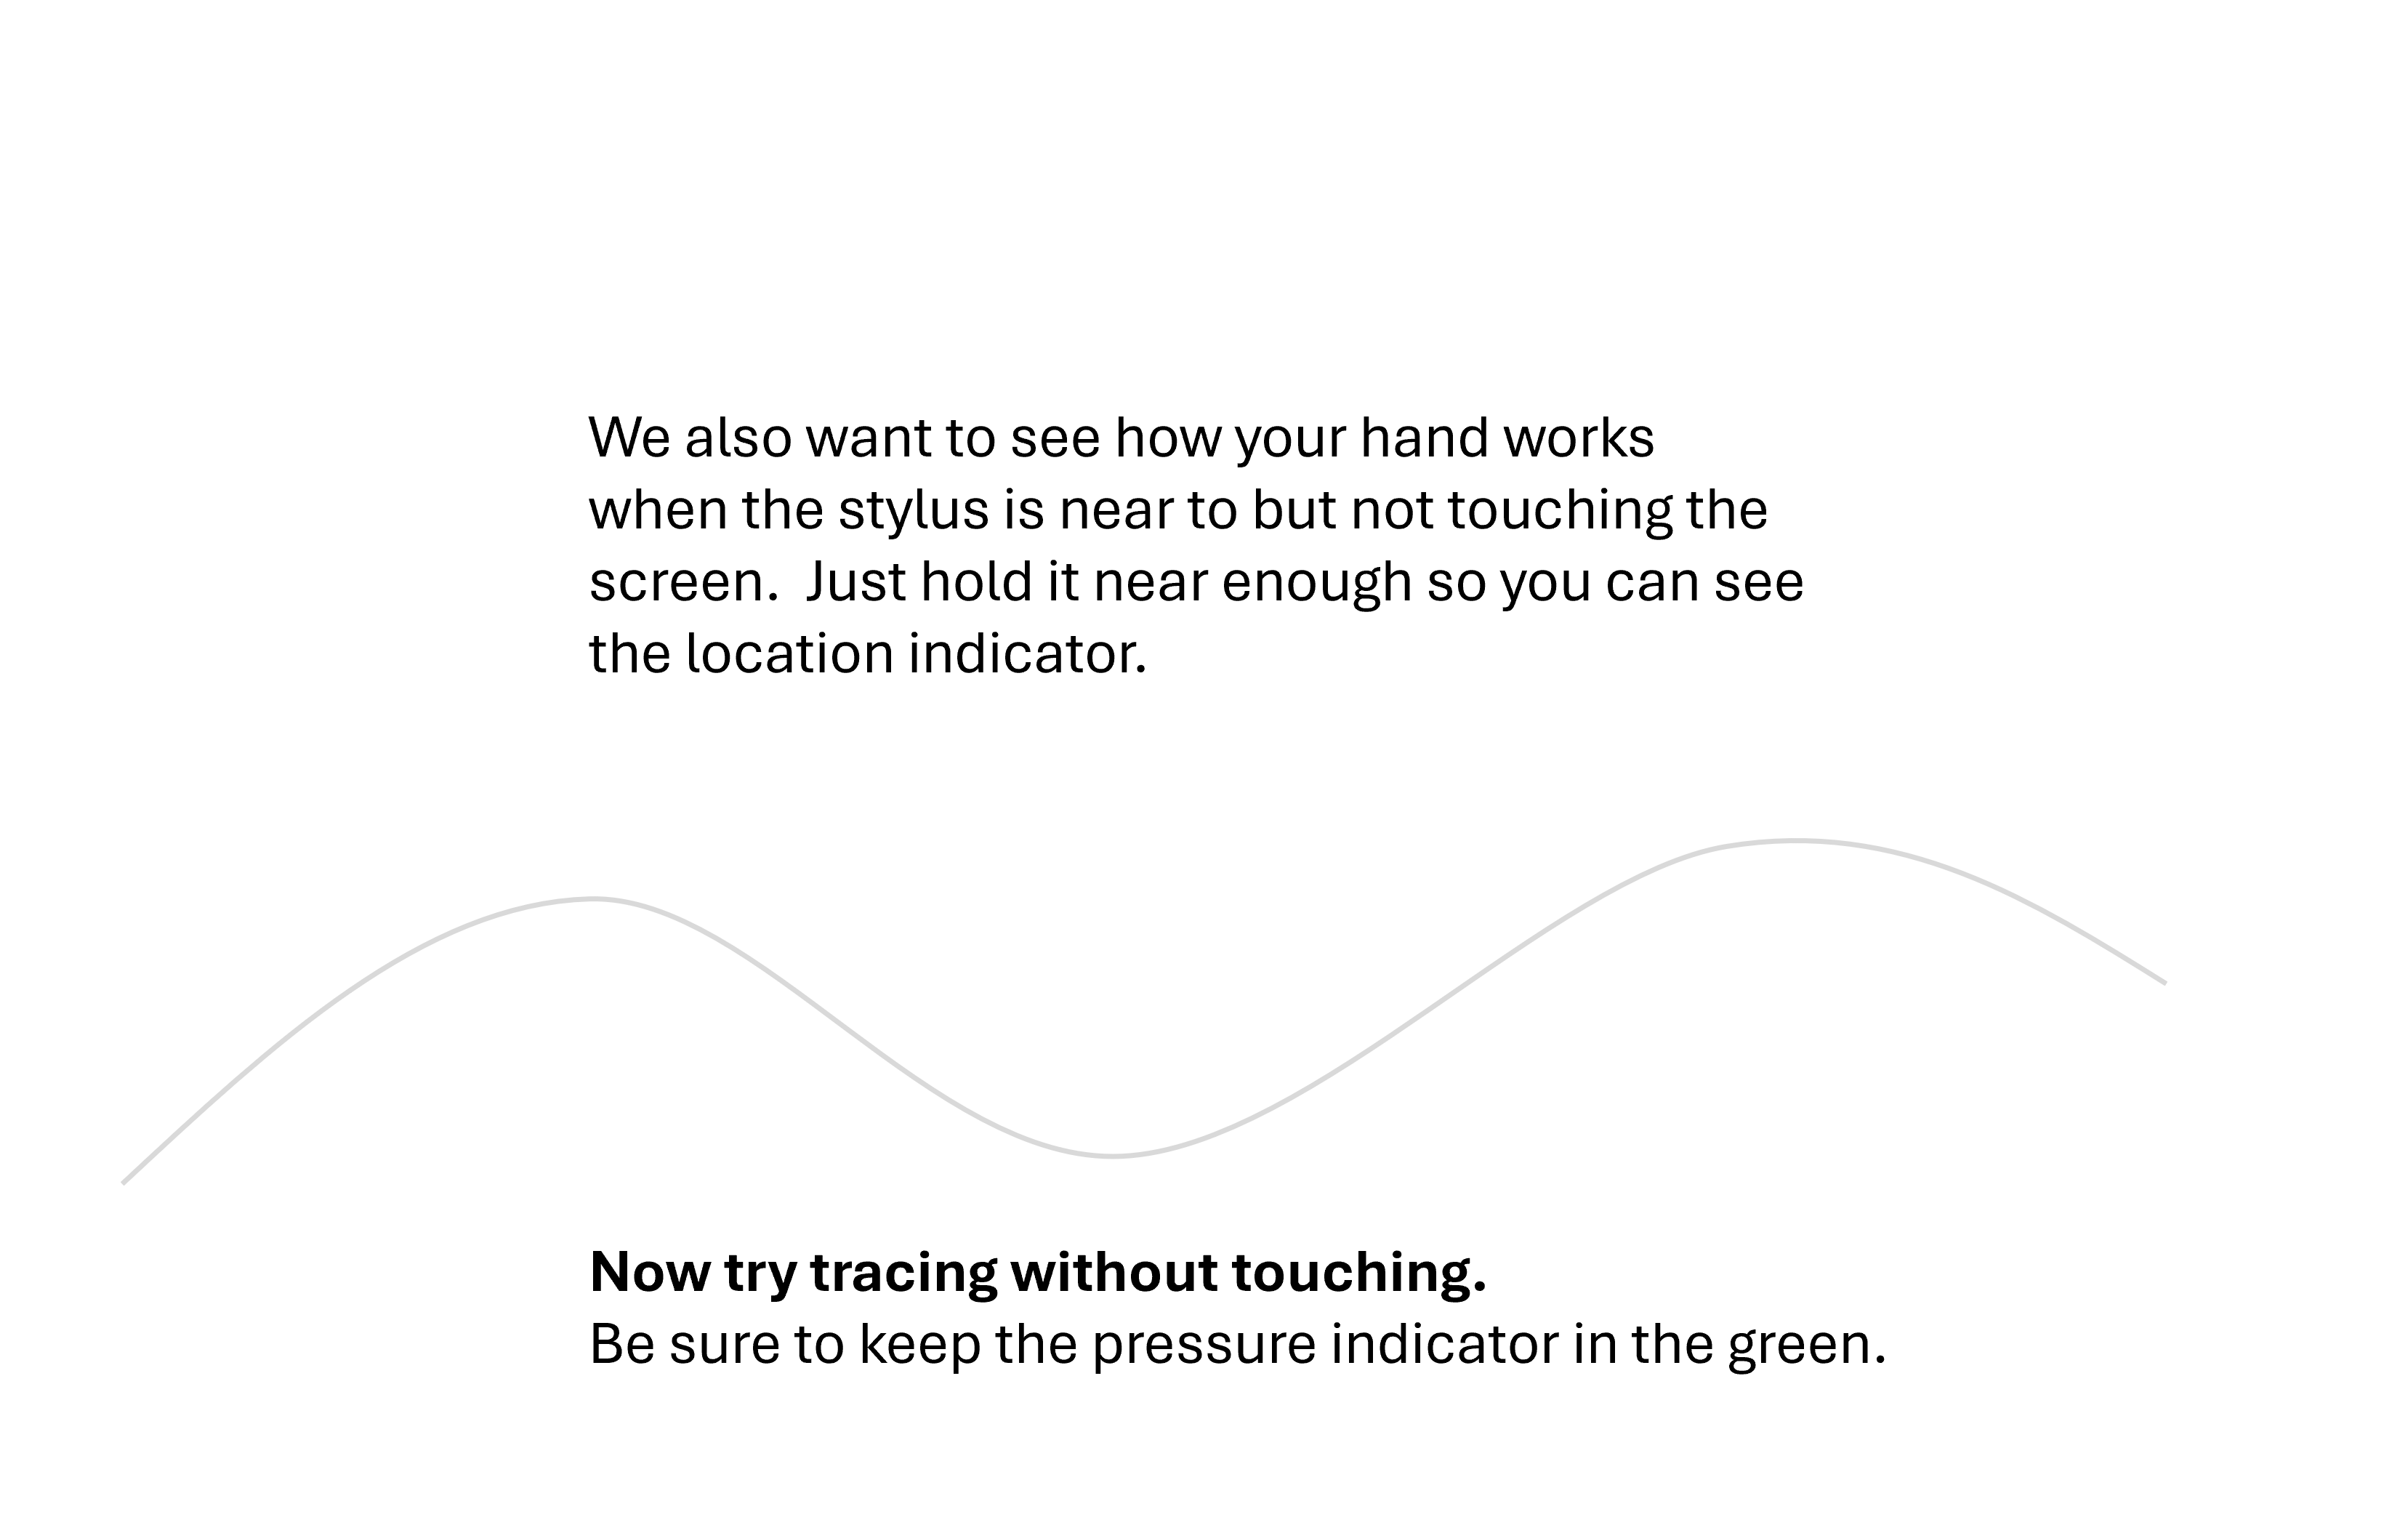 We also want to see how your hand works
when the stylus is near to but not touching the
screen.  Just hold it near enough so you can see
the location indicator.
Now try tracing without touching.
Be sure to keep the pressure indicator in the green.